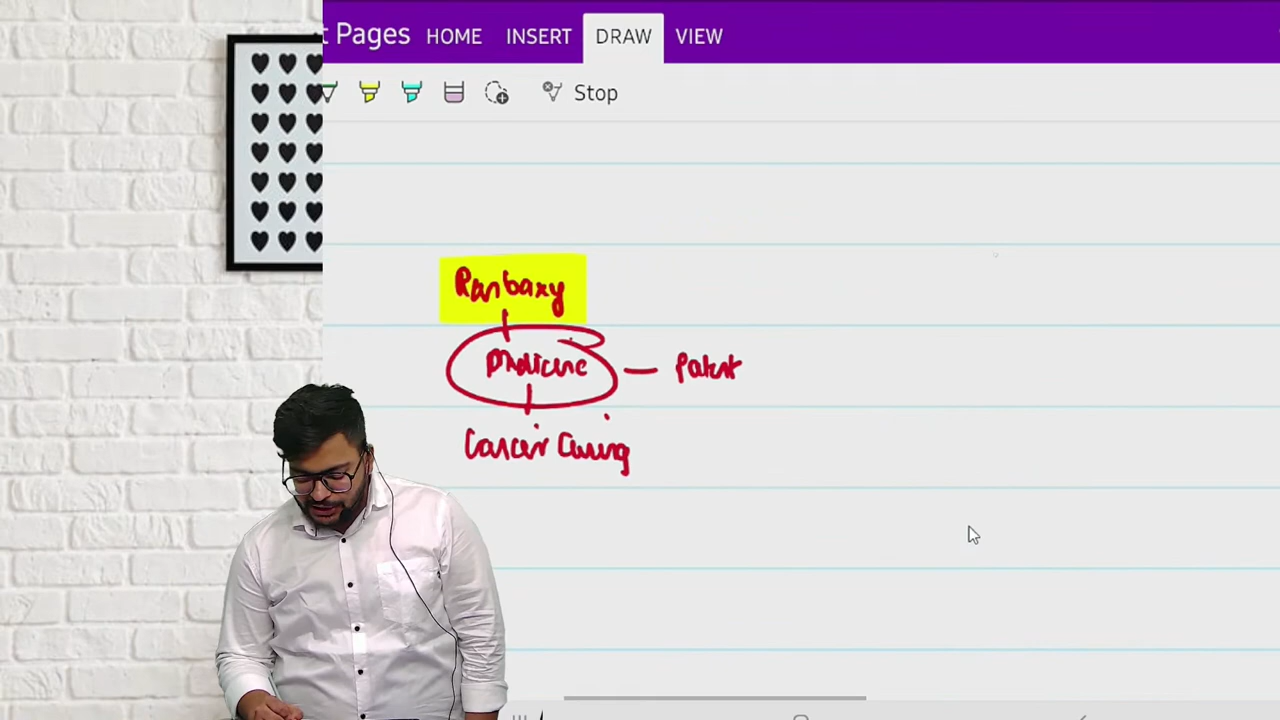 t Pages HOME INSERT DRAW VIEW
Stop
Ranbaxy
Medicine — Patent
Cancer Curing